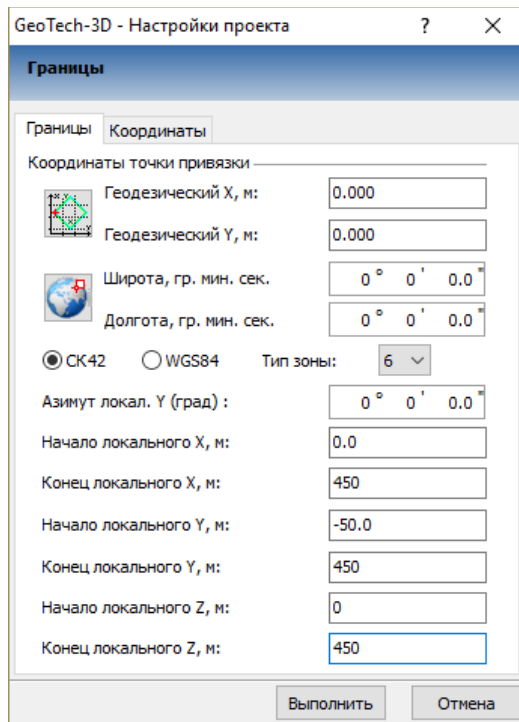 GeoTech-3D - Настройки проекта ? ×
Границы
Границы Координаты
Координаты точки привязки
Геодезический X, м: 0.000
Геодезический Y, м: 0.000
Широта, гр. мин. сек. 0 ° 0 ' 0.0 "
Долгота, гр. мин. сек. 0 ° 0 ' 0.0 "
СК42 WGS84 Тип зоны: 6
Азимут локал. Y (град) : 0 ° 0 ' 0.0 "
Начало локального X, м: 0.0
Конец локального X, м: 450
Начало локального Y, м: -50.0
Конец локального Y, м: 450
Начало локального Z, м: 0
Конец локального Z, м: 450
Выполнить Отмена